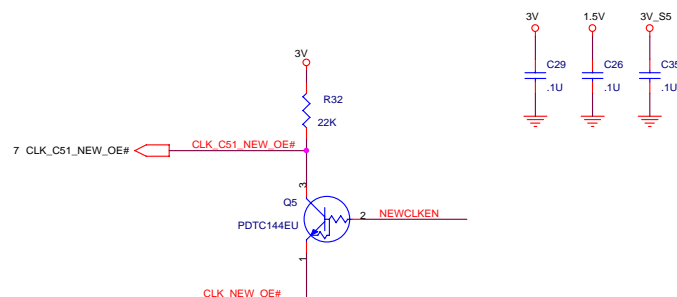 3V 1.5V 3V_S5
C29 C26 C35
.1U .1U .1U
3V
R32
22K
7 CLK_C51_NEW_OE# CLK_C51_NEW_OE#
3
Q5
PDTC144EU
2 NEWCLKEN
1
CLK_NEW_OE#